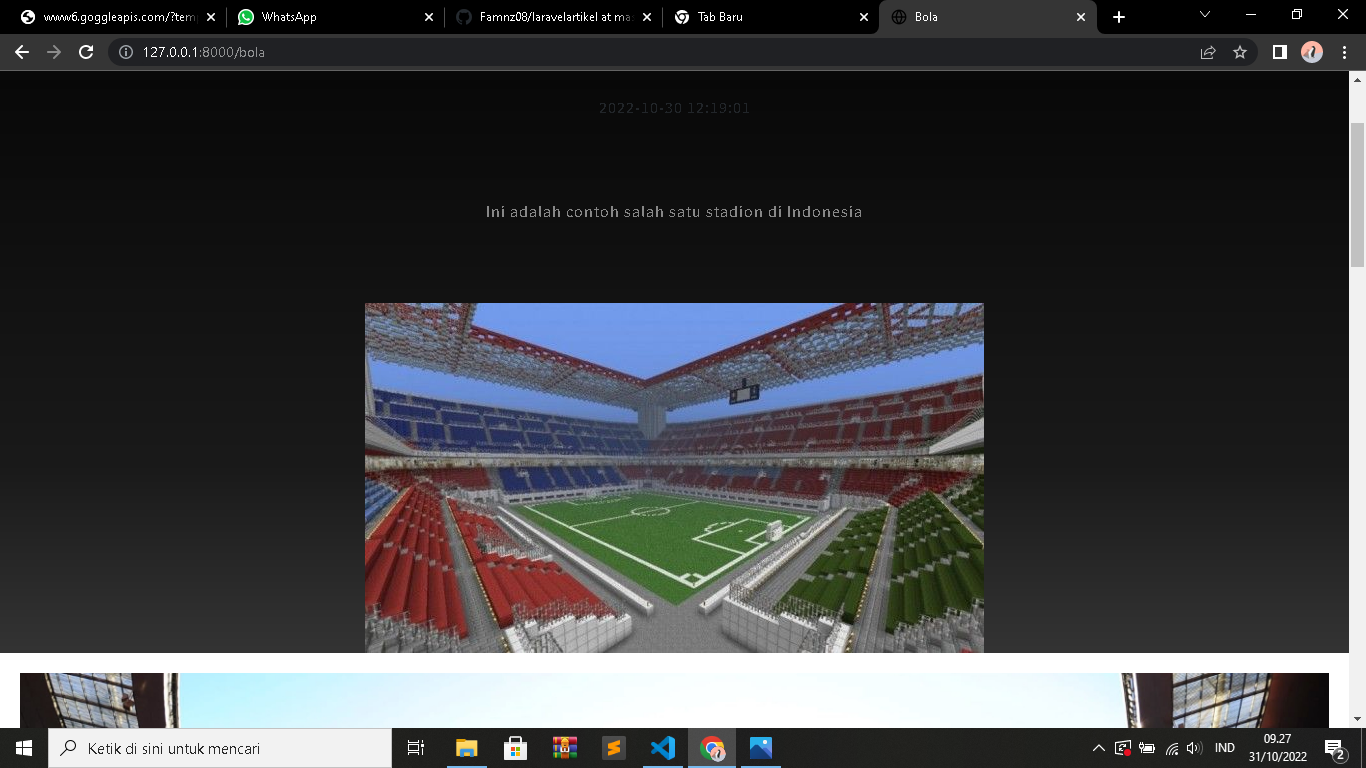 www6.goggleapis.com/?temp
WhatsApp
Famnz08/laravelartikel at mas
Tab Baru
Bola
127.0.0.1:8000/bola
2022-10-30 12:19:01
Ini adalah contoh salah satu stadion di Indonesia
Ketik di sini untuk mencari
IND
09.27
31/10/2022
2